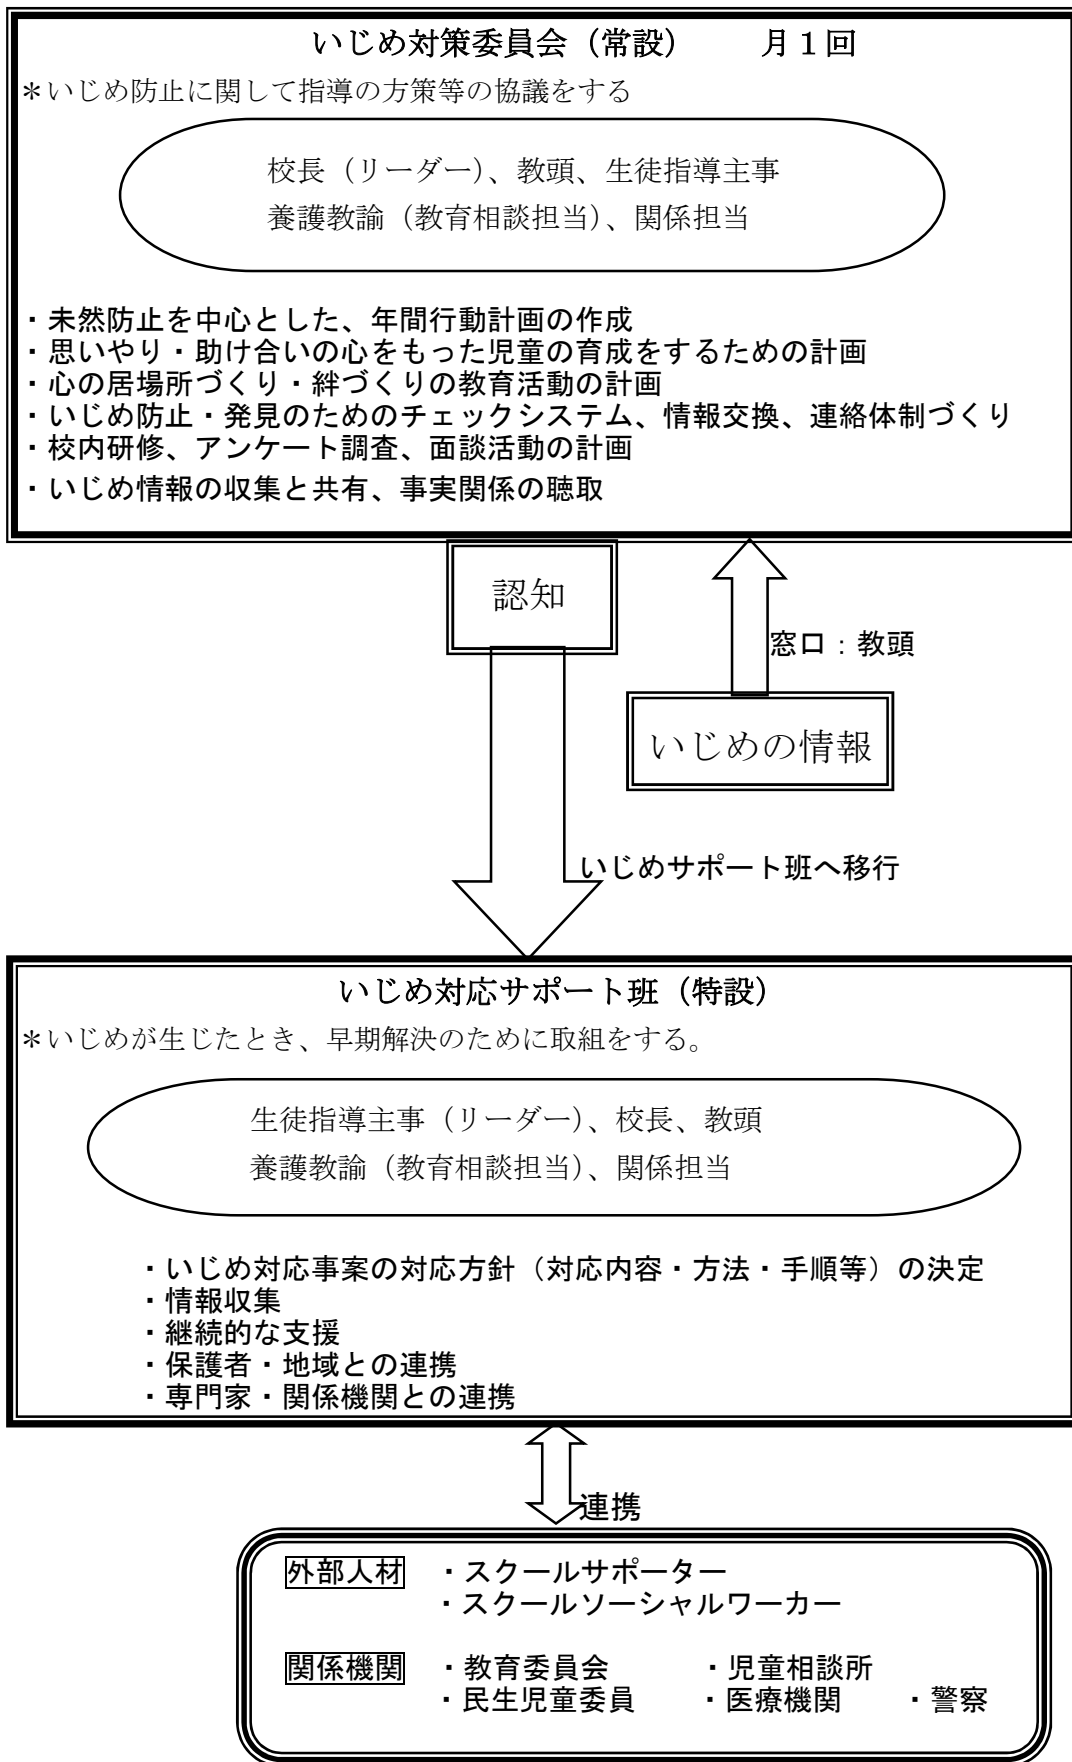 いじめ対策委員会（常設）　　月１回
＊いじめ防止に関して指導の方策等の協議をする
校長（リーダー）、教頭、生徒指導主事
養護教諭（教育相談担当）、関係担当
・未然防止を中心とした、年間行動計画の作成
・思いやり・助け合いの心をもった児童の育成をするための計画
・心の居場所づくり・絆づくりの教育活動の計画
・いじめ防止・発見のためのチェックシステム、情報交換、連絡体制づくり
・校内研修、アンケート調査、面談活動の計画
・いじめ情報の収集と共有、事実関係の聴取
認知
窓口：教頭
いじめの情報
いじめサポート班へ移行
いじめ対応サポート班（特設）
＊いじめが生じたとき、早期解決のために取組をする。
生徒指導主事（リーダー）、校長、教頭
養護教諭（教育相談担当）、関係担当
・いじめ対応事案の対応方針（対応内容・方法・手順等）の決定
・情報収集
・継続的な支援
・保護者・地域との連携
・専門家・関係機関との連携
連携
外部人材　・スクールサポーター
・スクールソーシャルワーカー
関係機関　・教育委員会　　　・児童相談所
・民生児童委員　　・医療機関　　・警察